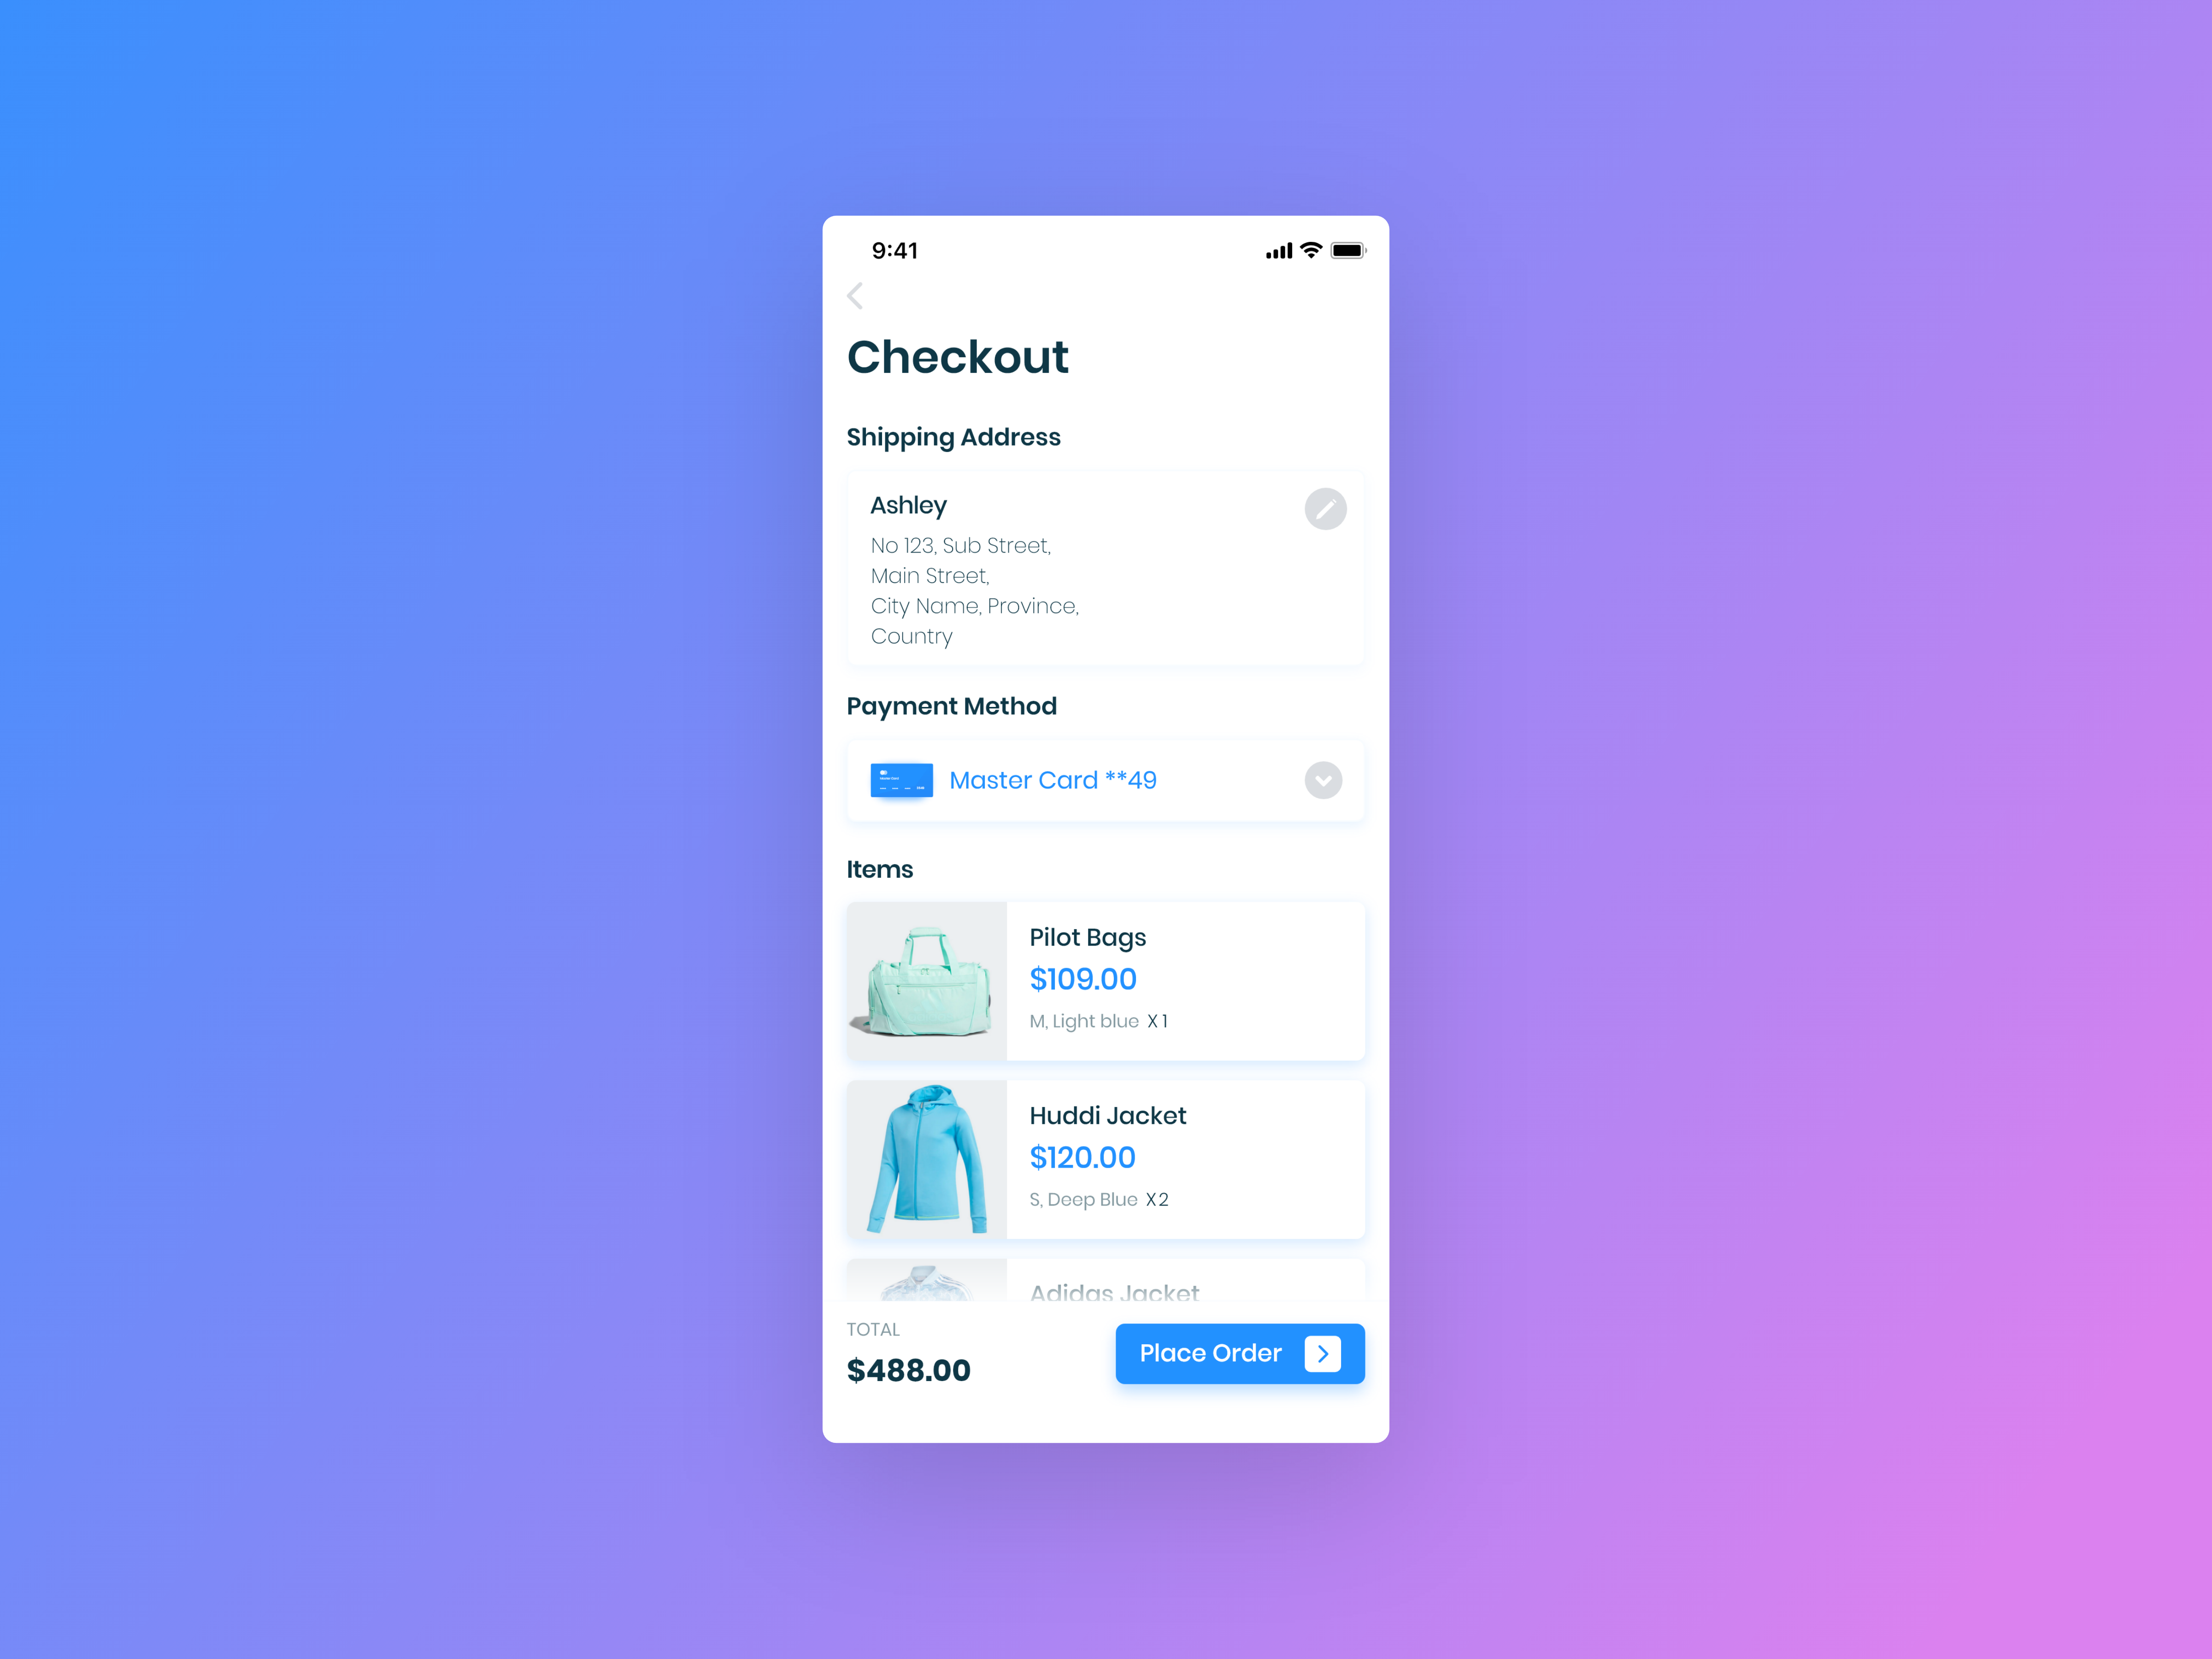 9:41
Checkout
Shipping Address
Ashley
No 123, Sub Street,
Main Street,
City Name, Province,
Country
Payment Method
Master Card **49
Items
Pilot Bags
$109.00
M, Light blue X 1
Huddi Jacket
$120.00
S, Deep Blue X 2
Adidas Jacket
TOTAL
$488.00
Place Order